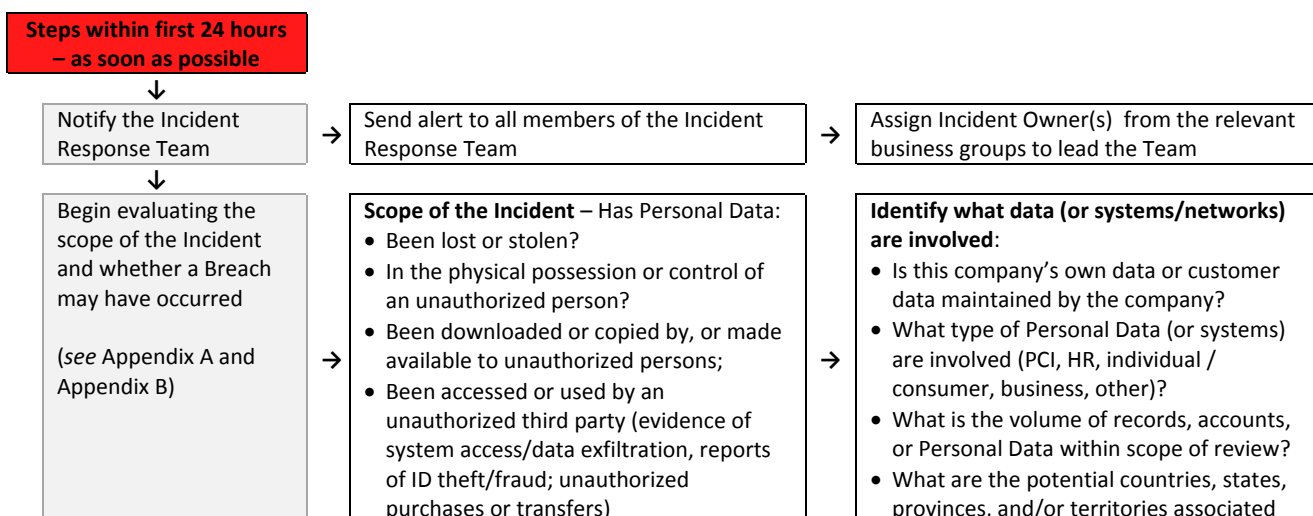 Steps within first 24 hours
– as soon as possible
↓
Notify the Incident
Response Team
→
Send alert to all members of the Incident
Response Team
→
Assign Incident Owner(s) from the relevant
business groups to lead the Team
↓
Begin evaluating the
scope of the Incident
and whether a Breach
may have occurred
(see Appendix A and
Appendix B)
→
Scope of the Incident – Has Personal Data:
• Been lost or stolen?
• In the physical possession or control of
an unauthorized person?
• Been downloaded or copied by, or made
available to unauthorized persons;
• Been accessed or used by an
unauthorized third party (evidence of
system access/data exfiltration, reports
of ID theft/fraud; unauthorized
purchases or transfers)
→
Identify what data (or systems/networks)
are involved:
• Is this company’s own data or customer
data maintained by the company?
• What type of Personal Data (or systems)
are involved (PCI, HR, individual /
consumer, business, other)?
• What is the volume of records, accounts,
or Personal Data within scope of review?
• What are the potential countries, states,
provinces, and/or territories associated